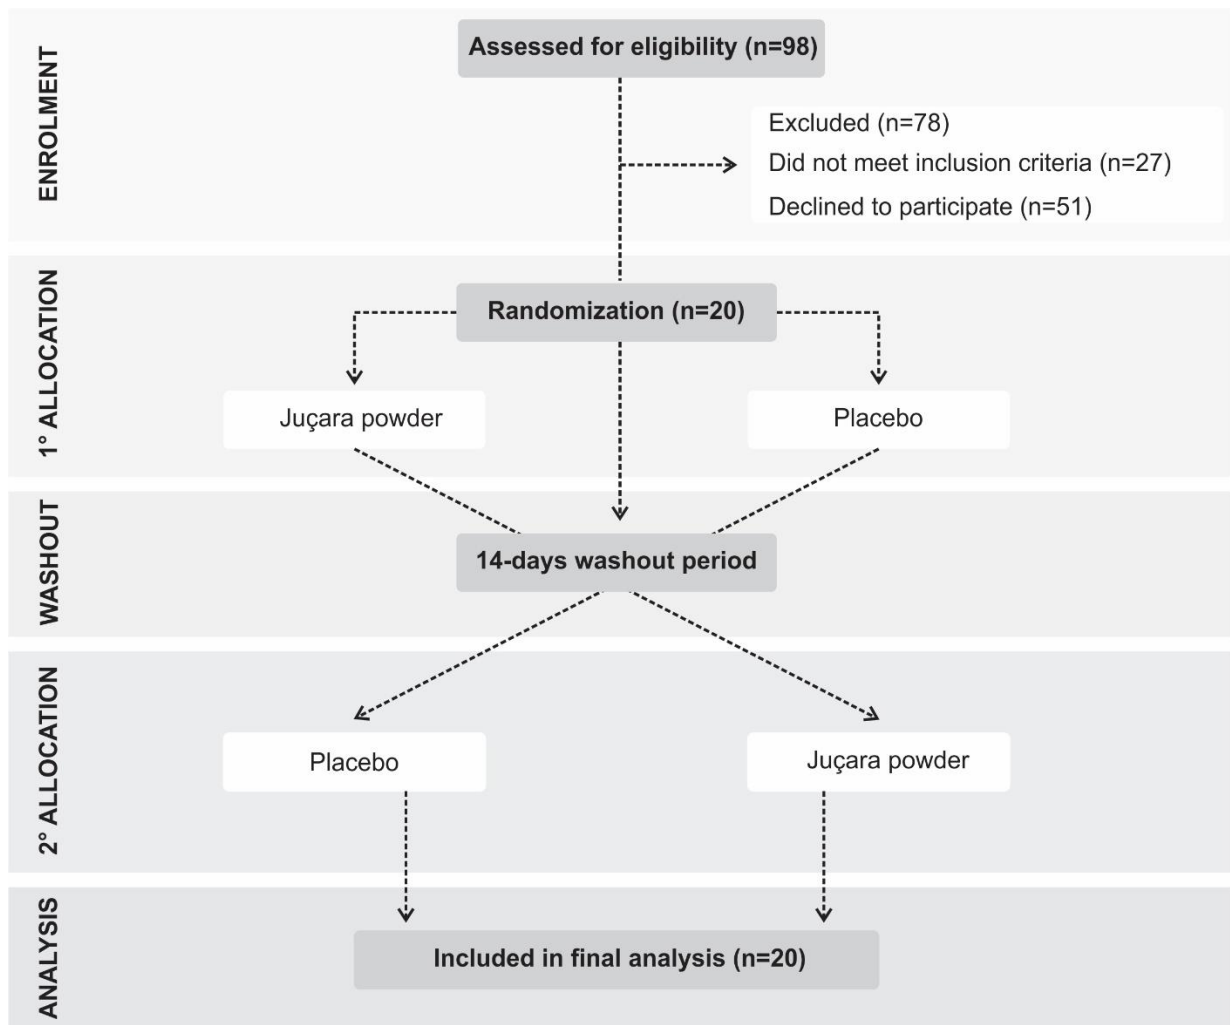 ENROLMENT
Assessed for eligibility (n=98)
Excluded (n=78)
Did not meet inclusion criteria (n=27)
Declined to participate (n=51)
1° ALLOCATION
Randomization (n=20)
Juçara powder
Placebo
WASHOUT
14-days washout period
2° ALLOCATION
Placebo
Juçara powder
ANALYSIS
Included in final analysis (n=20)